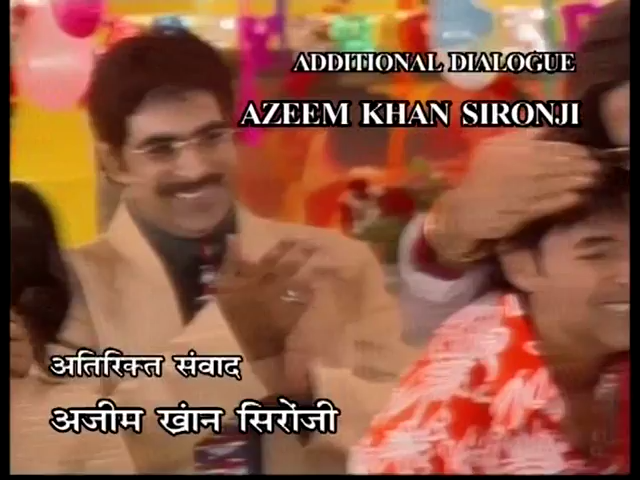 ADDITIONAL DIALOGUE
AZEEM KHAN SIRONJI
अतिरिक्त संवाद
अजीम खांन सिरोंजी